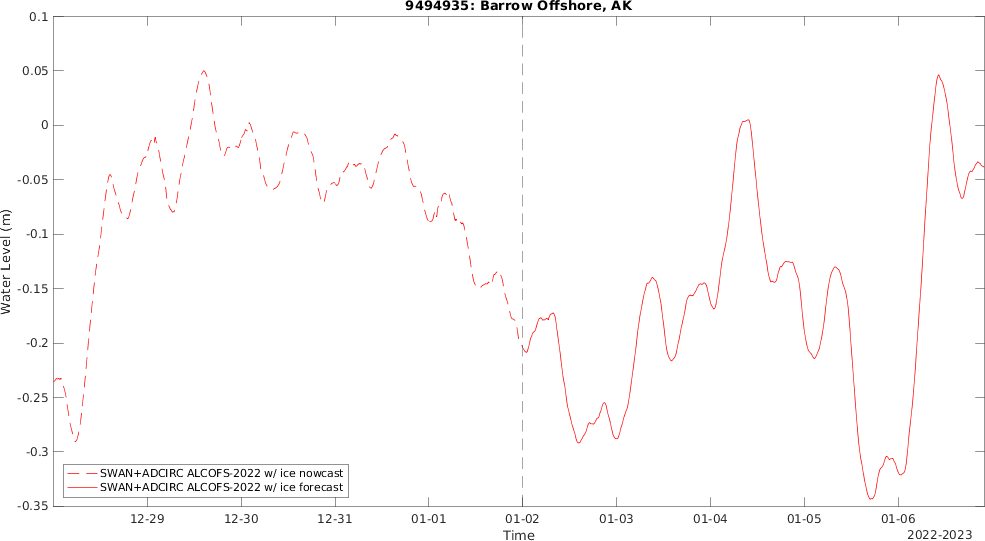 9494935: Barrow Offshore, AK
0.1
0.05
0
-0.05
-0.1
-0.15
-0.2
-0.25
-0.3
-0.35
Water Level (m)
SWAN+ADCIRC ALCOFS-2022 w/ ice nowcast
SWAN+ADCIRC ALCOFS-2022 w/ ice forecast
12-29 12-30 12-31 01-01 01-02 01-03 01-04 01-05 01-06
Time
2022-2023